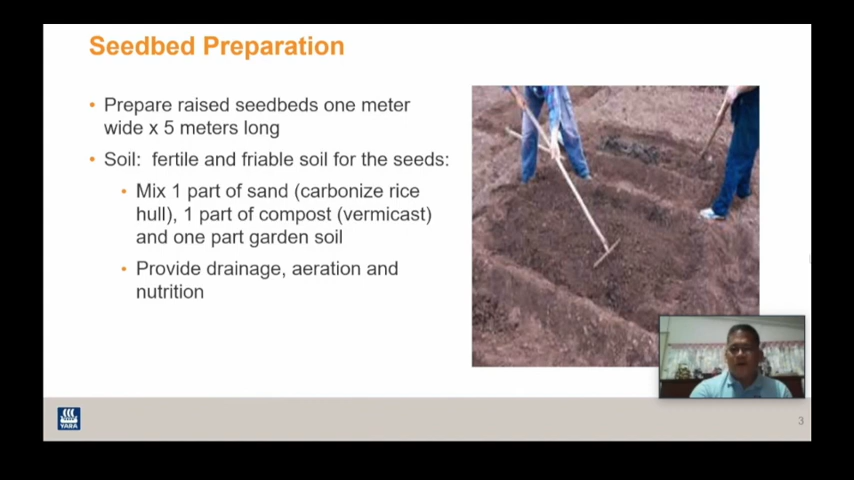 Seedbed Preparation
• Prepare raised seedbeds one meter
wide x 5 meters long
• Soil: fertile and friable soil for the seeds:
• Mix 1 part of sand (carbonize rice
hull), 1 part of compost (vermicast)
and one part garden soil
• Provide drainage, aeration and
nutrition
YARA
3